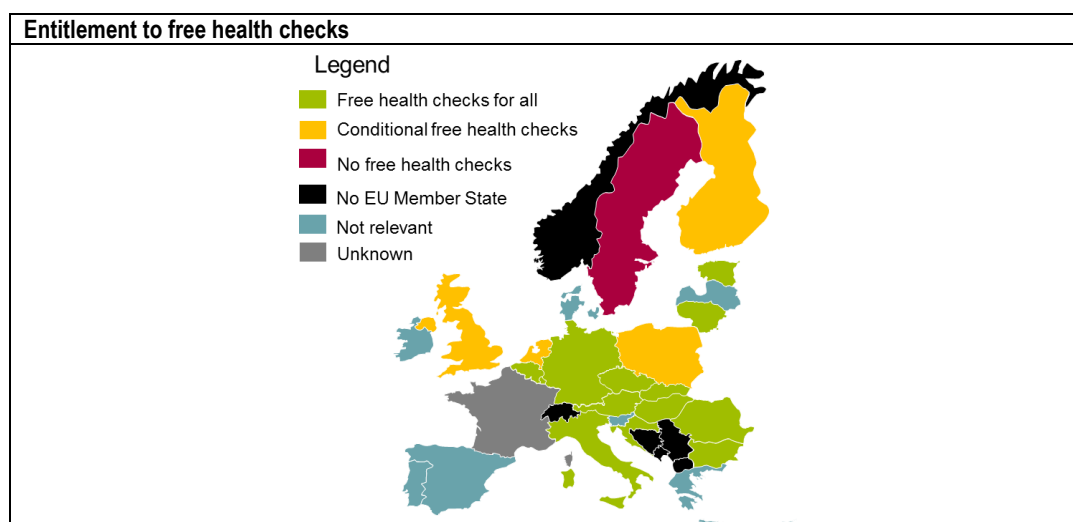 Entitlement to free health checks
Legend
Free health checks for all
Conditional free health checks
No free health checks
No EU Member State
Not relevant
Unknown